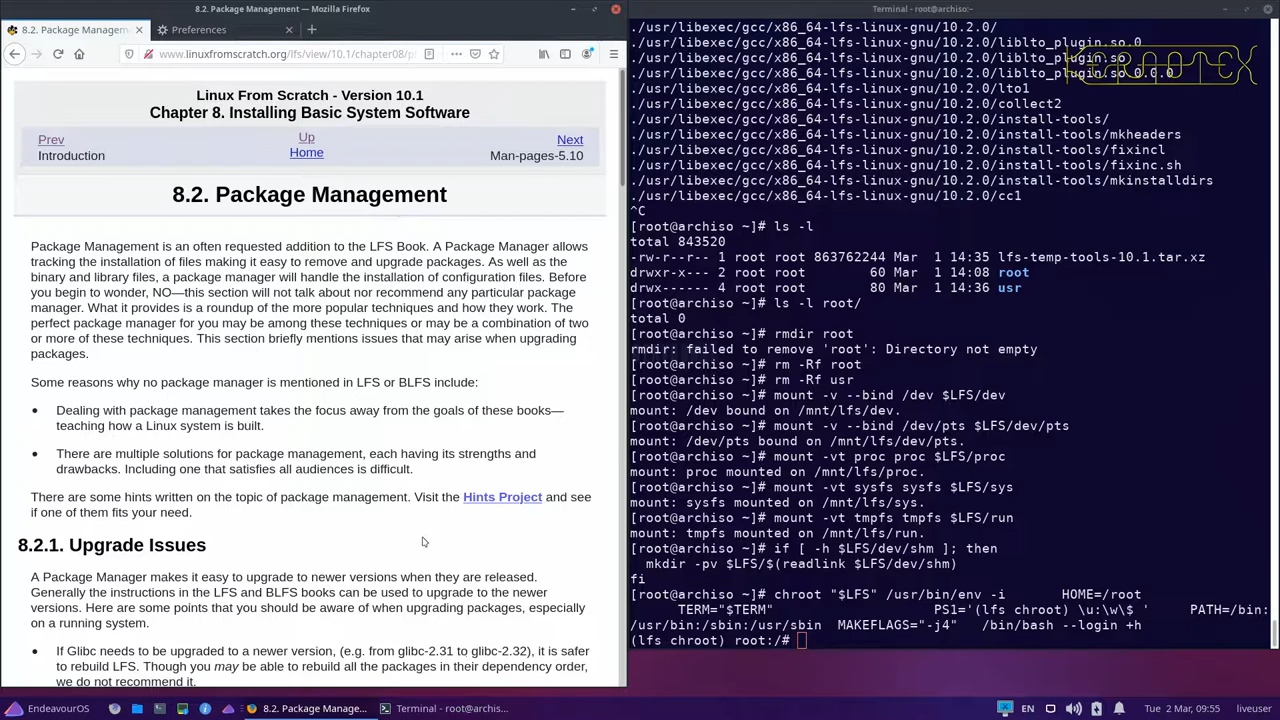 8.2. Package Management — Mozilla Firefox
8.2. Package Managem
Preferences
www.linuxfromscratch.org/lfs/view/10.1/chapter08/p
Linux From Scratch - Version 10.1
Chapter 8. Installing Basic System Software
Prev
Up
Next
Introduction
Home
Man-pages-5.10
8.2. Package Management
Package Management is an often requested addition to the LFS Book. A Package Manager allows
tracking the installation of files making it easy to remove and upgrade packages. As well as the
binary and library files, a package manager will handle the installation of configuration files. Before
you begin to wonder, NO—this section will not talk about nor recommend any particular package
manager. What it provides is a roundup of the more popular techniques and how they work. The
perfect package manager for you may be among these techniques or may be a combination of two
or more of these techniques. This section briefly mentions issues that may arise when upgrading
packages.
Some reasons why no package manager is mentioned in LFS or BLFS include:
• Dealing with package management takes the focus away from the goals of these books—
teaching how a Linux system is built.
• There are multiple solutions for package management, each having its strengths and
drawbacks. Including one that satisfies all audiences is difficult.
There are some hints written on the topic of package management. Visit the Hints Project and see
if one of them fits your need.
8.2.1. Upgrade Issues
A Package Manager makes it easy to upgrade to newer versions when they are released.
Generally the instructions in the LFS and BLFS books can be used to upgrade to the newer
versions. Here are some points that you should be aware of when upgrading packages, especially
on a running system.
• If Glibc needs to be upgraded to a newer version, (e.g. from glibc-2.31 to glibc-2.32), it is safer
to rebuild LFS. Though you may be able to rebuild all the packages in their dependency order,
we do not recommend it.
Terminal - root@archiso:~
./usr/libexec/gcc/x86_64-lfs-linux-gnu/10.2.0/
./usr/libexec/gcc/x86_64-lfs-linux-gnu/10.2.0/liblto_plugin.so.0
./usr/libexec/gcc/x86_64-lfs-linux-gnu/10.2.0/liblto_plugin.so
./usr/libexec/gcc/x86_64-lfs-linux-gnu/10.2.0/liblto_plugin.so.0.0.0
./usr/libexec/gcc/x86_64-lfs-linux-gnu/10.2.0/lto1
./usr/libexec/gcc/x86_64-lfs-linux-gnu/10.2.0/collect2
./usr/libexec/gcc/x86_64-lfs-linux-gnu/10.2.0/install-tools/
./usr/libexec/gcc/x86_64-lfs-linux-gnu/10.2.0/install-tools/mkheaders
./usr/libexec/gcc/x86_64-lfs-linux-gnu/10.2.0/install-tools/fixincl
./usr/libexec/gcc/x86_64-lfs-linux-gnu/10.2.0/install-tools/fixinc.sh
./usr/libexec/gcc/x86_64-lfs-linux-gnu/10.2.0/install-tools/mkinstalldirs
./usr/libexec/gcc/x86_64-lfs-linux-gnu/10.2.0/cc1
^C
[root@archiso ~]# ls -l
total 843520
-rw-r--r-- 1 root root 863762244 Mar  1 14:35 lfs-temp-tools-10.1.tar.xz
drwxr-x--- 2 root root        60 Mar  1 14:08 root
drwx------ 4 root root        80 Mar  1 14:36 usr
[root@archiso ~]# ls -l root/
total 0
[root@archiso ~]# rmdir root
rmdir: failed to remove 'root': Directory not empty
[root@archiso ~]# rm -Rf root
[root@archiso ~]# rm -Rf usr
[root@archiso ~]# mount -v --bind /dev $LFS/dev
mount: /dev bound on /mnt/lfs/dev.
[root@archiso ~]# mount -v --bind /dev/pts $LFS/dev/pts
mount: /dev/pts bound on /mnt/lfs/dev/pts.
[root@archiso ~]# mount -vt proc proc $LFS/proc
mount: proc mounted on /mnt/lfs/proc.
[root@archiso ~]# mount -vt sysfs sysfs $LFS/sys
mount: sysfs mounted on /mnt/lfs/sys.
[root@archiso ~]# mount -vt tmpfs tmpfs $LFS/run
mount: tmpfs mounted on /mnt/lfs/run.
[root@archiso ~]# if [ -h $LFS/dev/shm ]; then
  mkdir -pv $LFS/$(readlink $LFS/dev/shm)
fi
[root@archiso ~]# chroot "$LFS" /usr/bin/env -i       HOME=/root
      TERM="$TERM"                     PS1='(lfs chroot) \u:\w\$ '     PATH=/bin:
/usr/bin:/sbin:/usr/sbin  MAKEFLAGS="-j4"   /bin/bash --login +h
(lfs chroot) root:/#
KERNOTEX
EndeavourOS
8.2. Package Manage...
Terminal - root@archis...
EN
Tue 2 Mar, 09:55
liveuser